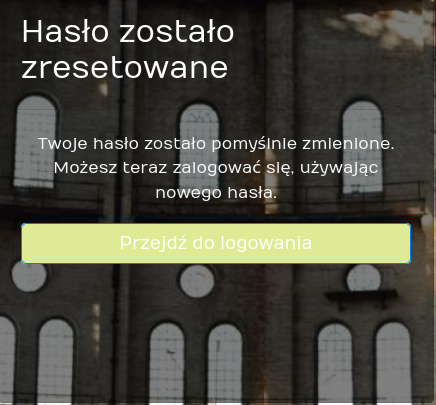 Hasło zostało
zresetowane
Twoje hasło zostało pomyślnie zmienione.
Możesz teraz zalogować się, używając
nowego hasła.
Przejdź do logowania